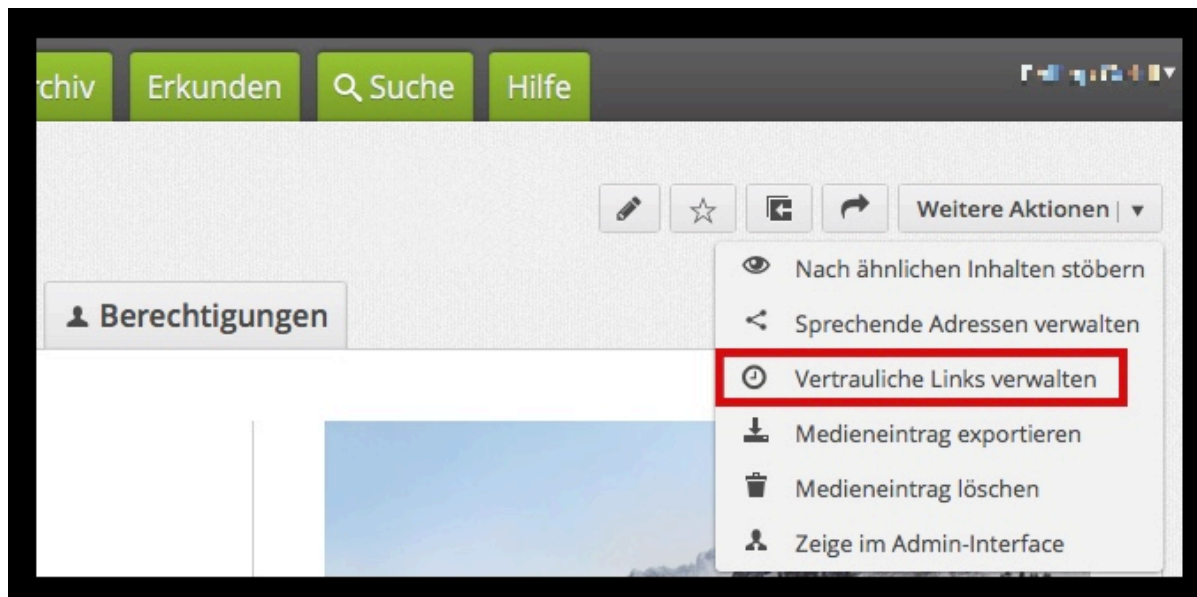 Erkunden
Suche
Hilfe
Weitere Aktionen
Nach ähnlichen Inhalten stöbern
Berechtigungen
Sprechende Adressen verwalten
Vertrauliche Links verwalten
Medieneintrag exportieren
Medieneintrag löschen
Zeige im Admin-Interface